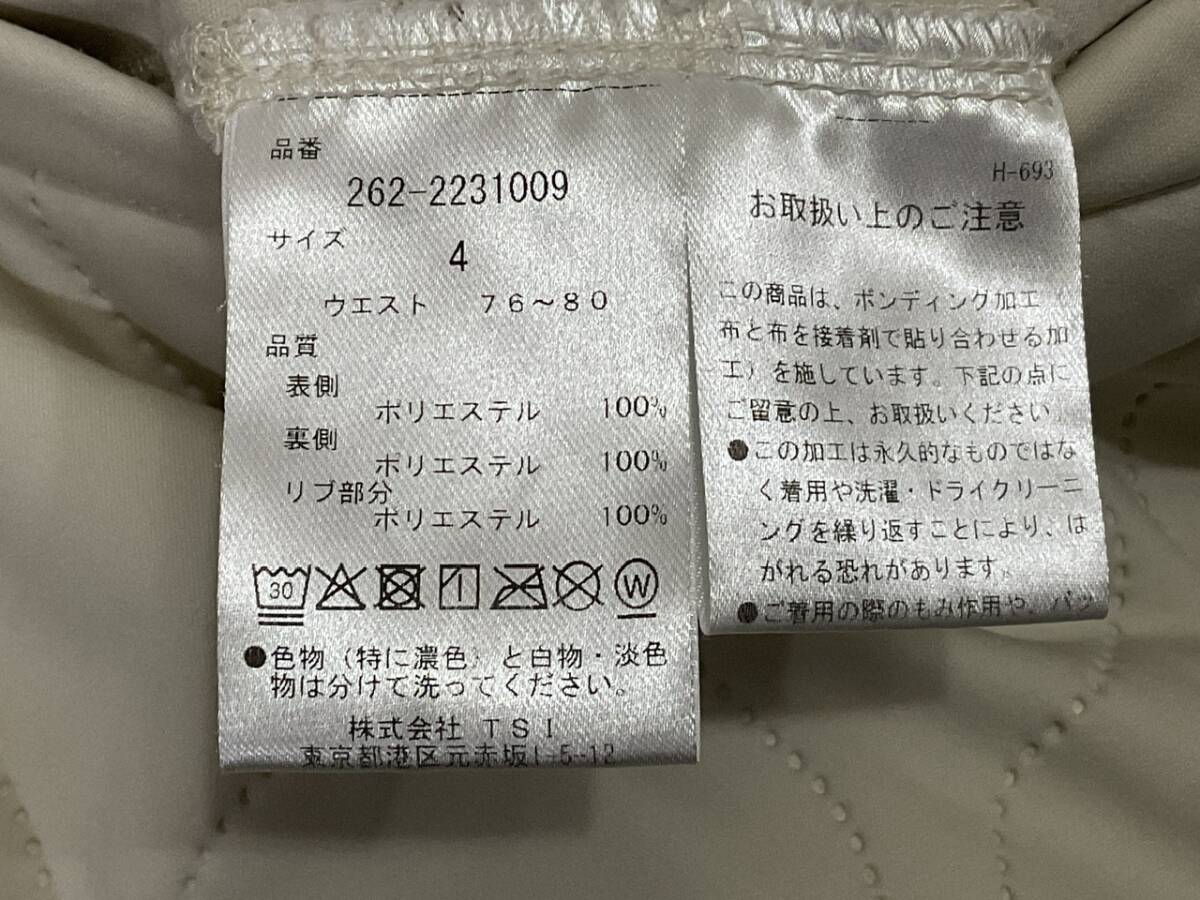 品番
262-2231009
サイズ
4
ウエスト 76~80
品質
表側
ポリエステル 100%
裏側
ポリエステル 100%
リブ部分
ポリエステル 100%
30
W
●色物(特に濃色)と白物・淡色
物は分けて洗ってください。
株式会社 TSI
東京都港区元赤坂1-5-12
H-693
お取扱い上のご注意
この商品は、ボンディング加工(
布と布を接着剤で貼り合わせる加
工)を施しています。下記の点に
ご留意の上、お取扱いください
●この加工は永久的なものではな
く着用や洗濯・ドライクリーニ
ングを繰り返すことにより、は
がれる恐れがあります。
●ご着用の際のもみ作用や、バッ